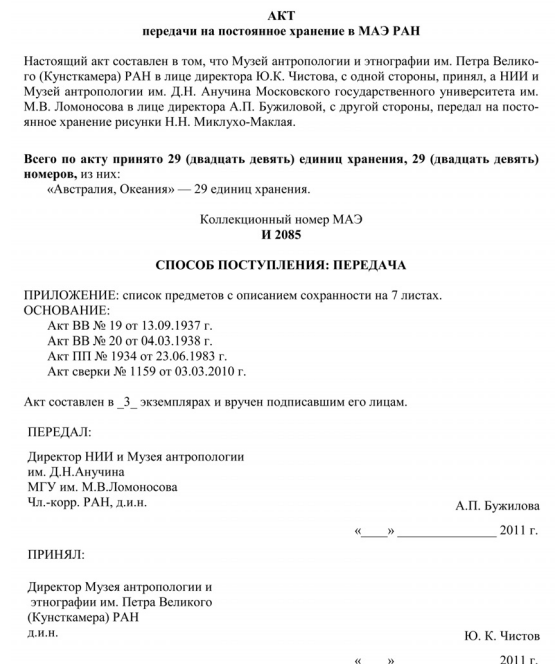 АКТ
передачи на постоянное хранение в МАЭ РАН
Настоящий акт составлен в том, что Музей антропологии и этнографии им. Петра Велико-
го (Кунсткамера) РАН в лице директора Ю.К. Чистова, с одной стороны, принял, а НИИ и
Музей антропологии им. Д.Н. Анучина Московского государственного университета им.
М.В. Ломоносова в лице директора А.П. Бужиловой, с другой стороны, передал на посто-
янное хранение рисунки Н.Н. Миклухо-Маклая.
Всего по акту принято 29 (двадцать девять) единиц хранения, 29 (двадцать девять)
номеров, из них:
«Австралия, Океания» — 29 единиц хранения.
Коллекционный номер МАЭ
И 2085
СПОСОБ ПОСТУПЛЕНИЯ: ПЕРЕДАЧА
ПРИЛОЖЕНИЕ: список предметов с описанием сохранности на 7 листах.
ОСНОВАНИЕ:
Акт ВВ № 19 от 13.09.1937 г.
Акт ВВ № 20 от 04.03.1938 г.
Акт ПП № 1934 от 23.06.1983 г.
Акт сверки № 1159 от 03.03.2010 г.
Акт составлен в _3_ экземплярах и вручен подписавшим его лицам.
ПЕРЕДАЛ:
Директор НИИ и Музея антропологии
им. Д.Н.Анучина
МГУ им. М.В.Ломоносова
Чл.-корр. РАН, д.и.н.
А.П. Бужилова
«____» _______________ 2011 г.
ПРИНЯЛ:
Директор Музея антропологии и
этнографии им. Петра Великого
(Кунсткамера) РАН
д.и.н.
Ю. К. Чистов
«____» _______________ 2011 г.